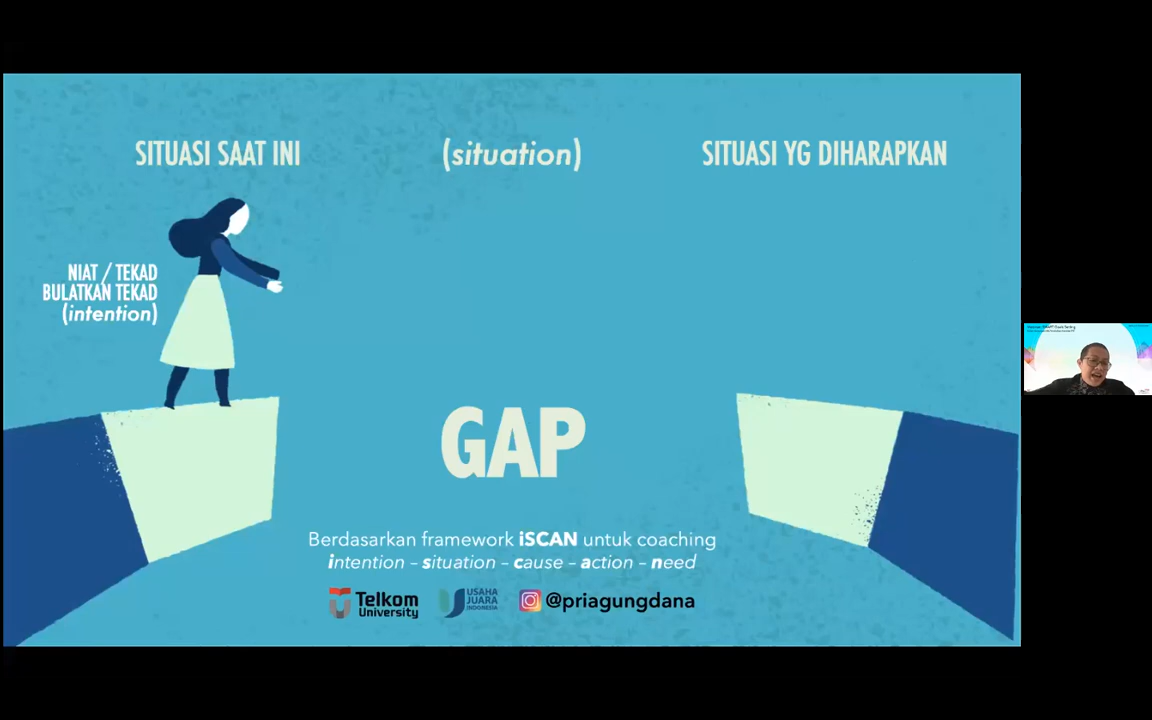 SITUASI SAAT INI
(situation)
SITUASI YG DIHARAPKAN
NIAT / TEKAD
BULATKAN TEKAD
(intention)
GAP
Berdasarkan framework iSCAN untuk coaching
intention – situation – cause – action – need
Telkom
University
USAHA
JUARA
INDONESIA
@priagungdana